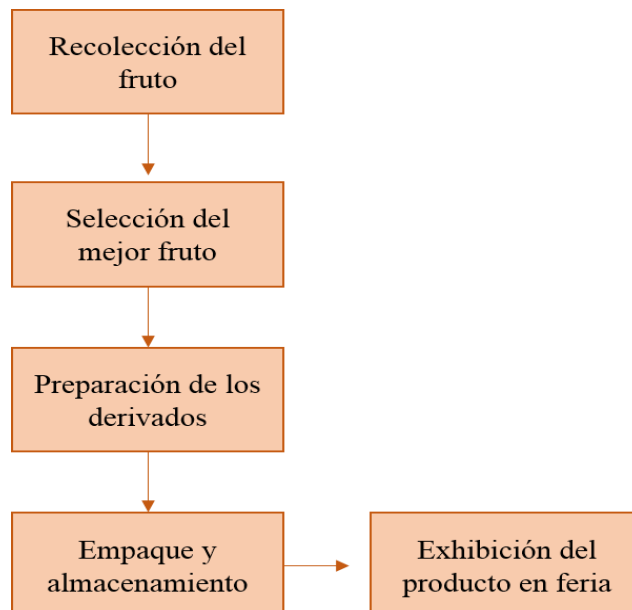 Recolección del
fruto
Selección del
mejor fruto
Preparación de los
derivados
Empaque y
almacenamiento
Exhibición del
producto en feria